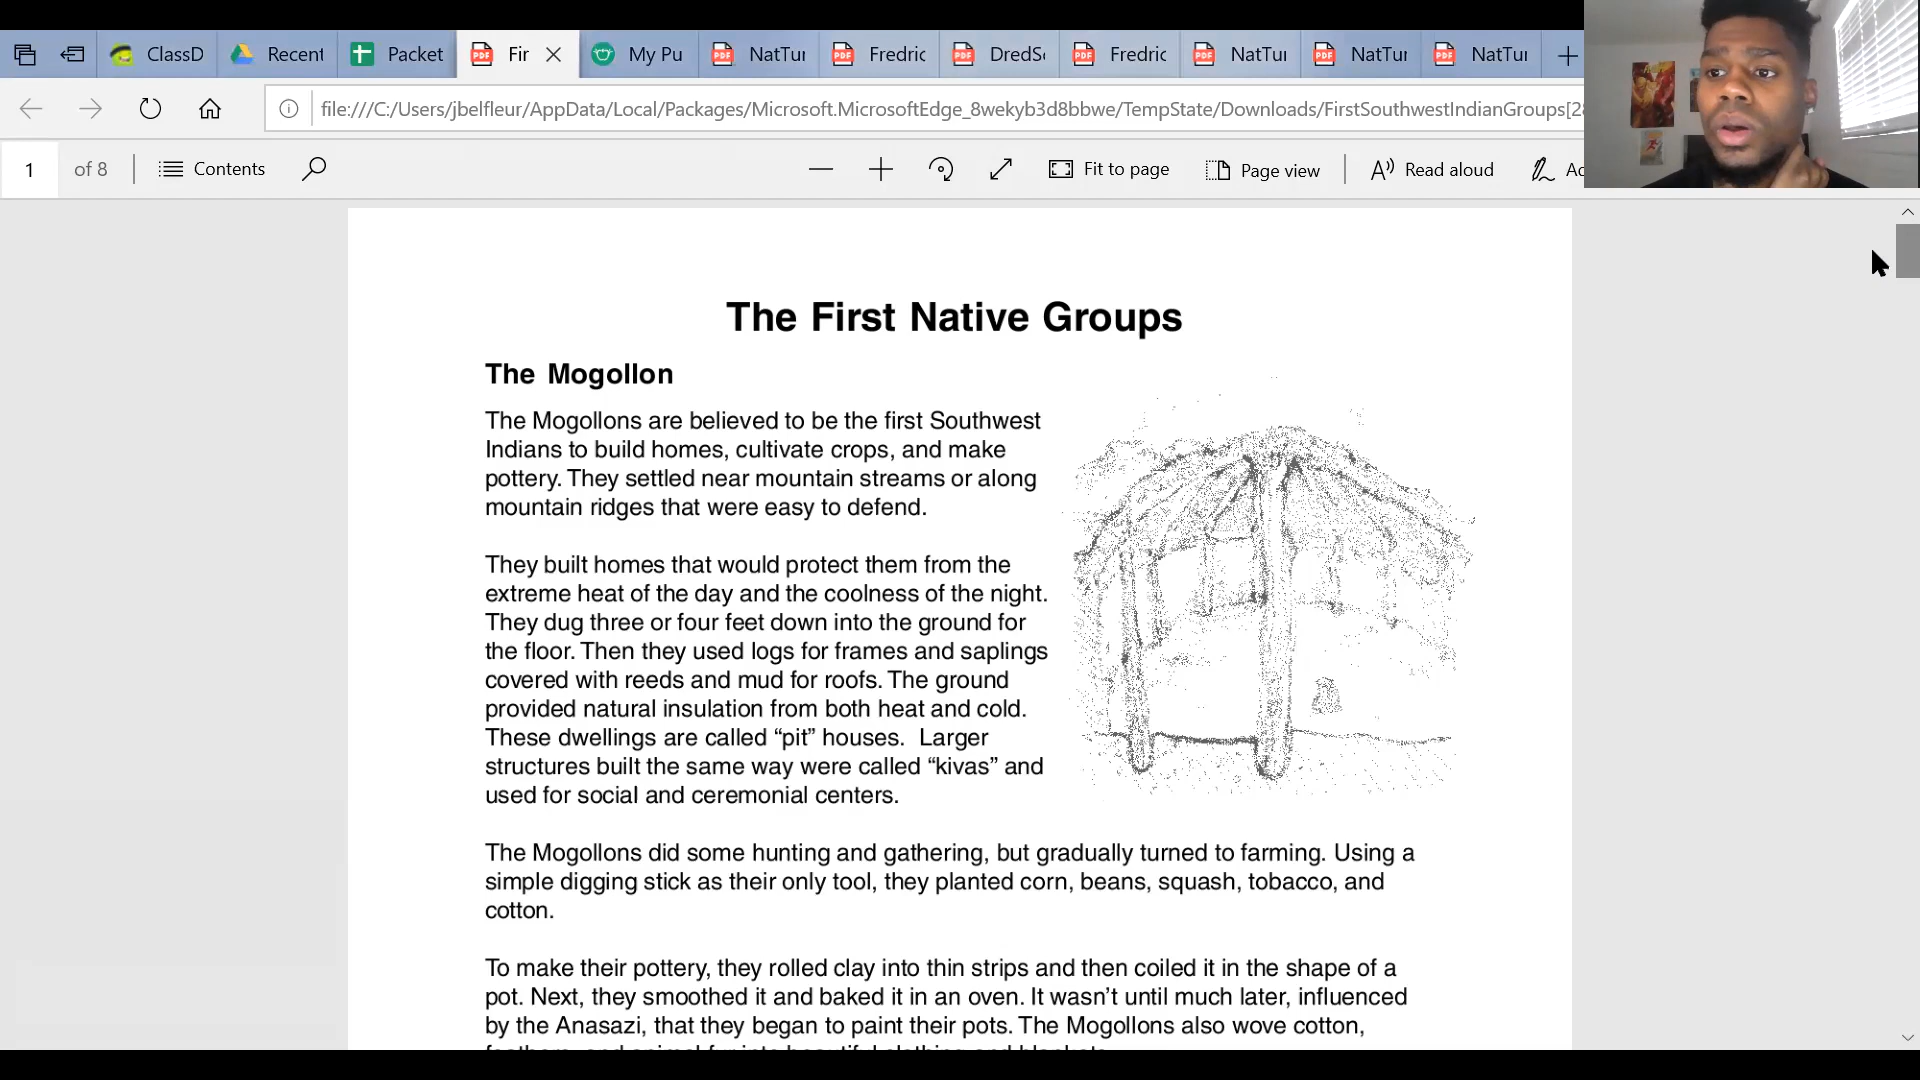 ClassD
Recent
Packet
Fir
My Pu
NatTur
Fredric
DredSc
Fredric
NatTur
NatTur
NatTur
file:///C:/Users/jbelfleur/AppData/Local/Packages/Microsoft.MicrosoftEdge_8wekyb3d8bbwe/TempState/Downloads/FirstSouthwestIndianGroups[28
1 of 8 Contents Fit to page Page view Read aloud
The First Native Groups
The Mogollon
The Mogollons are believed to be the first Southwest
Indians to build homes, cultivate crops, and make
pottery. They settled near mountain streams or along
mountain ridges that were easy to defend.
They built homes that would protect them from the
extreme heat of the day and the coolness of the night.
They dug three or four feet down into the ground for
the floor. Then they used logs for frames and saplings
covered with reeds and mud for roofs. The ground
provided natural insulation from both heat and cold.
These dwellings are called “pit” houses. Larger
structures built the same way were called “kivas” and
used for social and ceremonial centers.
The Mogollons did some hunting and gathering, but gradually turned to farming. Using a
simple digging stick as their only tool, they planted corn, beans, squash, tobacco, and
cotton.
To make their pottery, they rolled clay into thin strips and then coiled it in the shape of a
pot. Next, they smoothed it and baked it in an oven. It wasn’t until much later, influenced
by the Anasazi, that they began to paint their pots. The Mogollons also wove cotton,